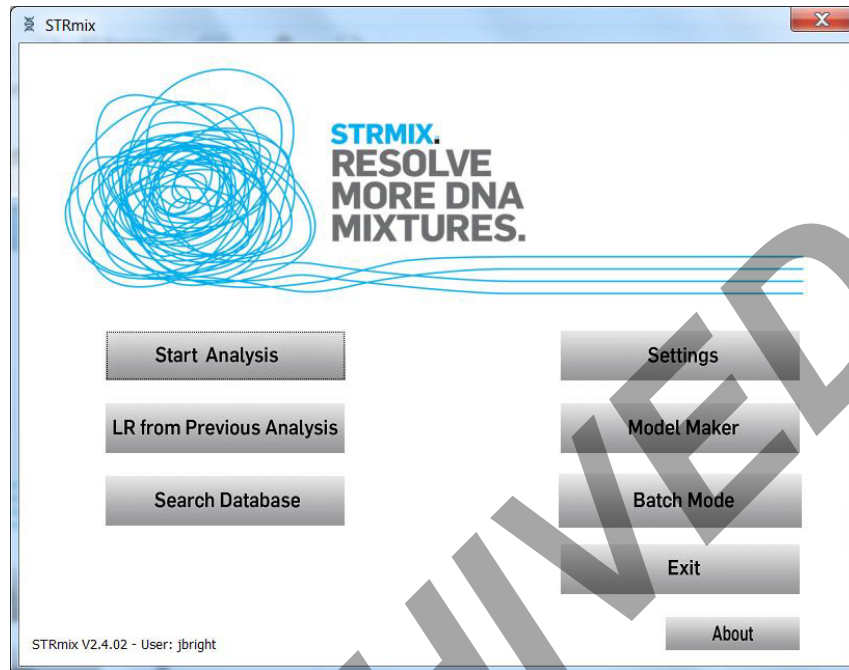 STRmix
STRMIX.
RESOLVE
MORE DNA
MIXTURES.
Start Analysis
Settings
LR from Previous Analysis
Model Maker
Search Database
Batch Mode
Exit
About
STRmix V2.4.02 - User: jbright
HIVED